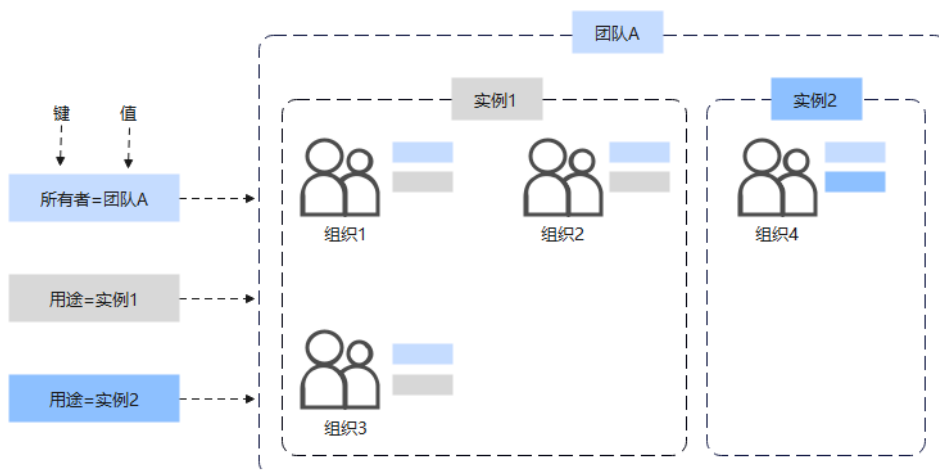 团队A
实例1
实例2
键
值
所有者=团队A
组织1
组织2
组织4
用途=实例1
用途=实例2
组织3